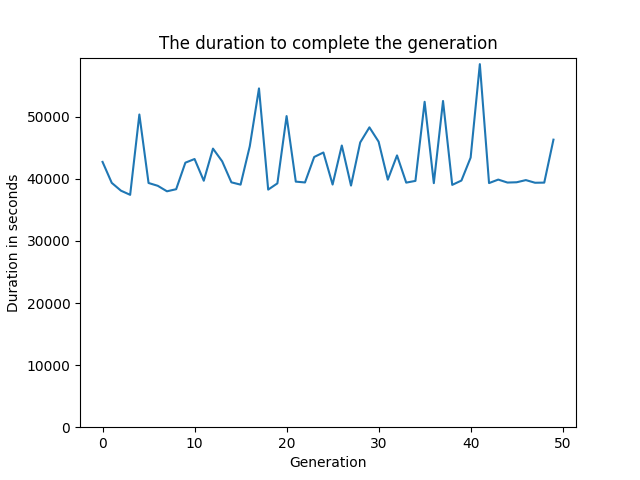 The duration to complete the generation
Duration in seconds
50000
40000
30000
20000
10000
0
0 10 20 30 40 50
Generation